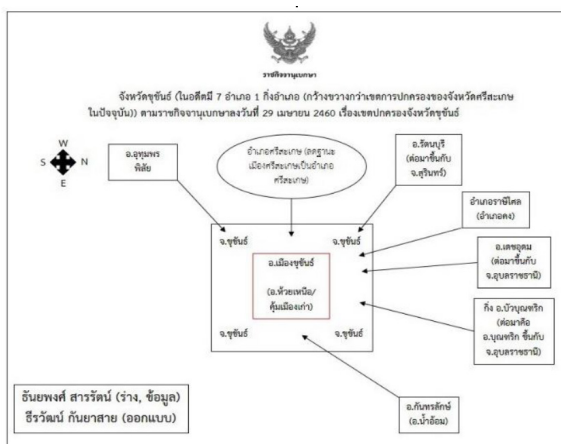 ราชกิจจานุเบกษา
จังหวัดขุขันธ์ (ในอดีตมี 7 อำเภอ 1 กิ่งอำเภอ (กว้างขวางกว่าเขตการปกครองของจังหวัดศรีสะเกษ
ในปัจจุบัน)) ตามราชกิจจานุเบกษาลงวันที่ 29 เมษายน 2460 เรื่องเขตปกครองจังหวัดขุขันธ์
W
S N
E
อ.อุทุมพร
พิสัย
อำเภอศรีสะเกษ (ลดฐานะ
เมืองศรีสะเกษเป็นอำเภอ
ศรีสะเกษ)
อ.รัตนบุรี
(ต่อมาขึ้นกับ
จ.สุรินทร์)
อำเภอราษีไศล
(อำเภอคง)
อ.เดชอุดม
(ต่อมาขึ้นกับ
จ.อุบลราชธานี)
กิ่ง อ.บัวบุณฑริก
(ต่อมาคือ
อ.บุณฑริก ขึ้นกับ
จ.อุบลราชธานี)
จ.ขุขันธ์ จ.ขุขันธ์
อ.เมืองขุขันธ์
(อ.ห้วยเหนือ/
คุ้มเมืองเก่า)
จ.ขุขันธ์ จ.ขุขันธ์
อ.กันทรลักษ์
(อ.น้ำอ้อม)
ธันยพงศ์ สารรัตน์ (ร่าง, ข้อมูล)
ธีรวัฒน์ กันยาสาย (ออกแบบ)